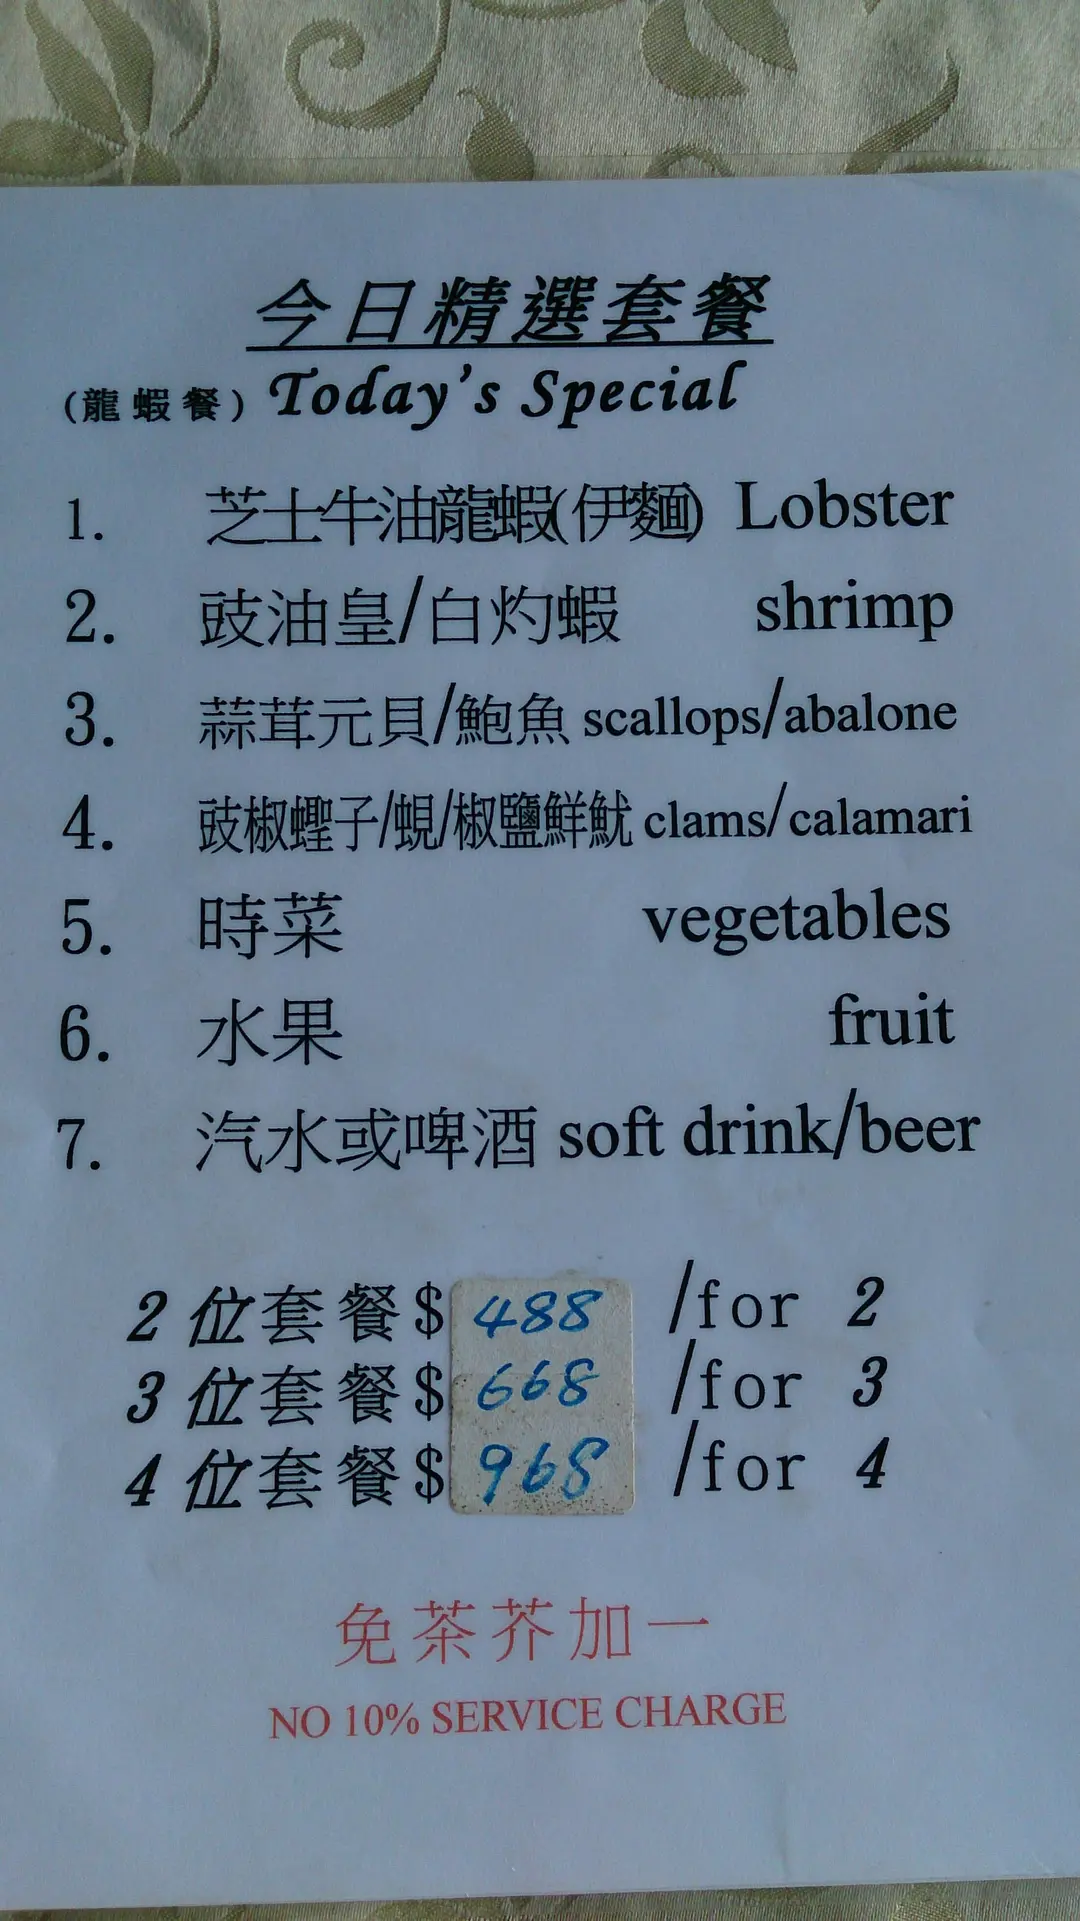 今日精選套餐
(龍蝦餐) Today's Special
1. 芝士牛油龍蝦(伊麵) Lobster
2. 豉油皇/白灼蝦 shrimp
3. 蒜茸元貝/鮑魚 scallops/abalone
4. 豉椒蟶子/蜆/椒鹽鮮魷 clams/calamari
5. 時菜 vegetables
6. 水果 fruit
7. 汽水或啤酒 soft drink/beer
2位套餐$ 488 /for 2
3位套餐$ 668 /for 3
4位套餐$ 968 /for 4
免茶芥加一
NO 10% SERVICE CHARGE